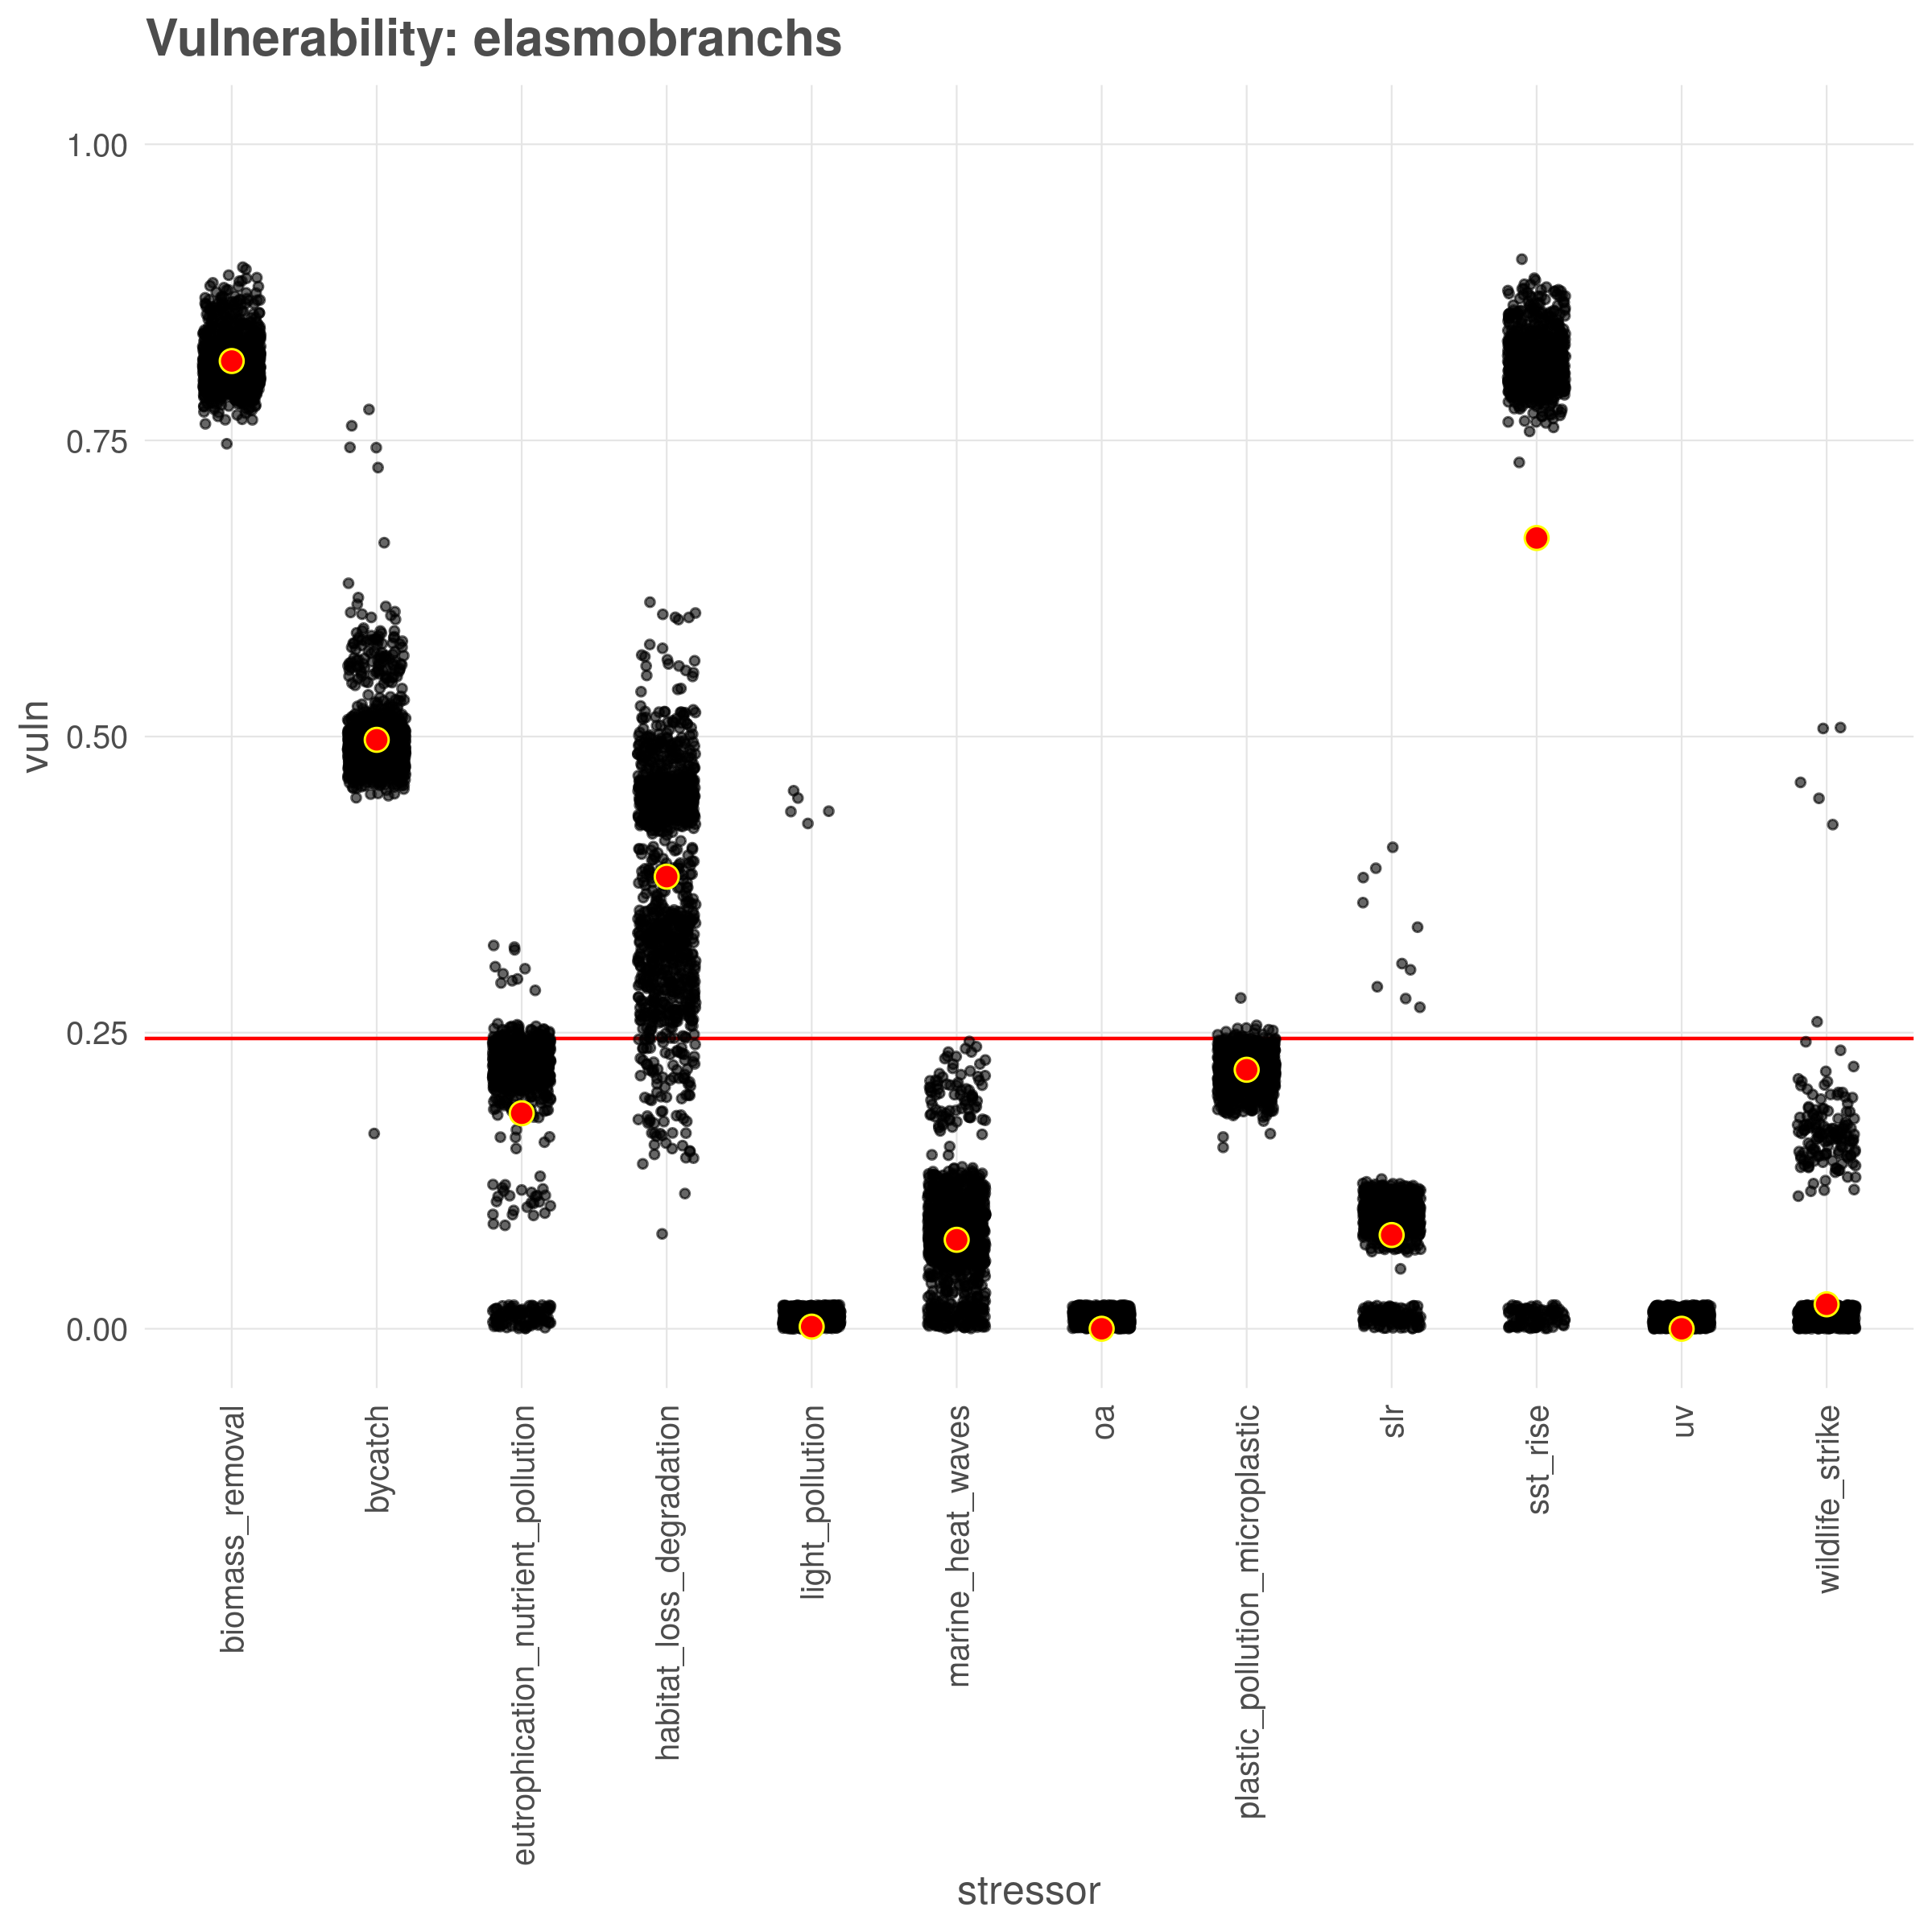 Vulnerability: elasmobranchs
vuln
1.00
0.75
0.50
0.25
0.00
biomass_removal
bycatch
eutrophication_nutrient_pollution
habitat_loss_degradation
light_pollution
marine_heat_waves
oa
plastic_pollution_microplastic
slr
sst_rise
uv
wildlife_strike
stressor